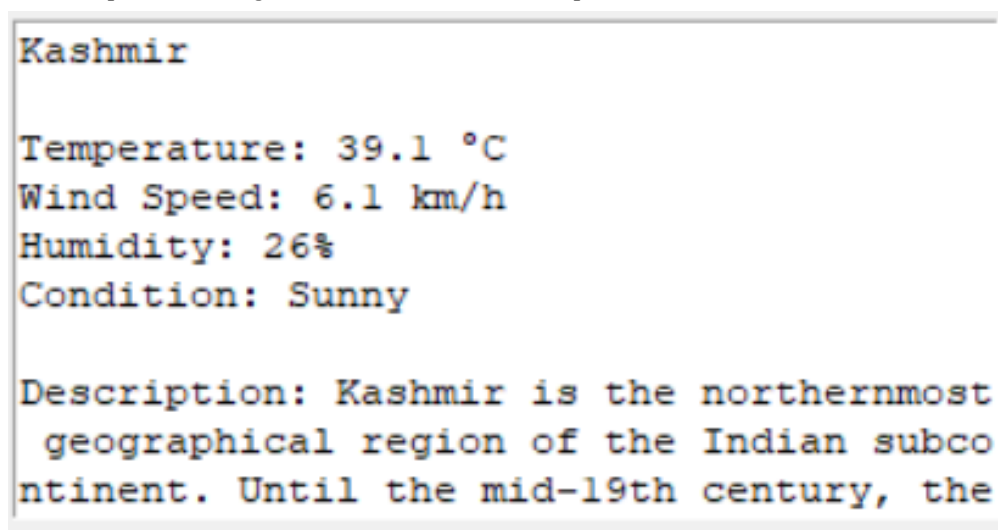 Kashmir
Temperature: 39.1 °C
Wind Speed: 6.1 km/h
Humidity: 26%
Condition: Sunny
Description: Kashmir is the northernmost
geographical region of the Indian subco
ntinent. Until the mid-19th century, the